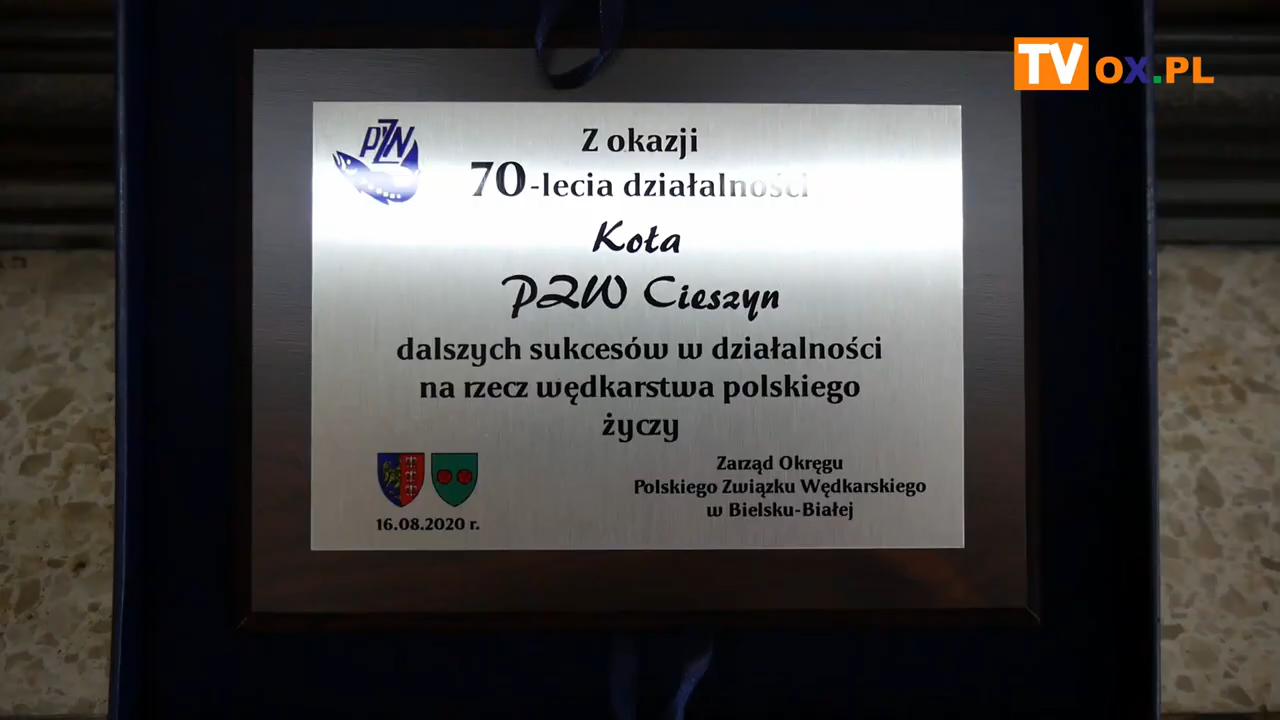 TVOX.PL
PZW
Z okazji
70-lecia działalności
Koła
PZW Cieszyn
dalszych sukcesów w działalności
na rzecz wędkarstwa polskiego
życzy
Zarząd Okręgu
Polskiego Związku Wędkarskiego
w Bielsku-Białej
16.08.2020 r.